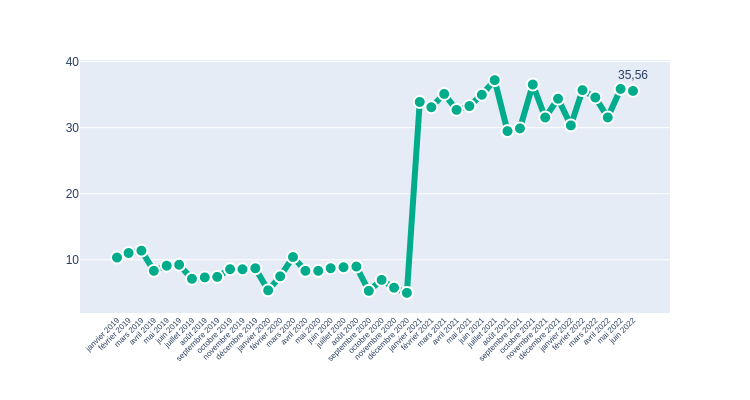 40
35,56
30
20
10
janvier 2019
février 2019
mars 2019
avril 2019
mai 2019
juin 2019
juillet 2019
août 2019
septembre 2019
octobre 2019
novembre 2019
décembre 2019
janvier 2020
février 2020
mars 2020
avril 2020
mai 2020
juin 2020
juillet 2020
août 2020
septembre 2020
octobre 2020
novembre 2020
décembre 2020
janvier 2021
février 2021
mars 2021
avril 2021
mai 2021
juin 2021
juillet 2021
août 2021
septembre 2021
octobre 2021
novembre 2021
décembre 2021
janvier 2022
février 2022
mars 2022
avril 2022
mai 2022
juin 2022